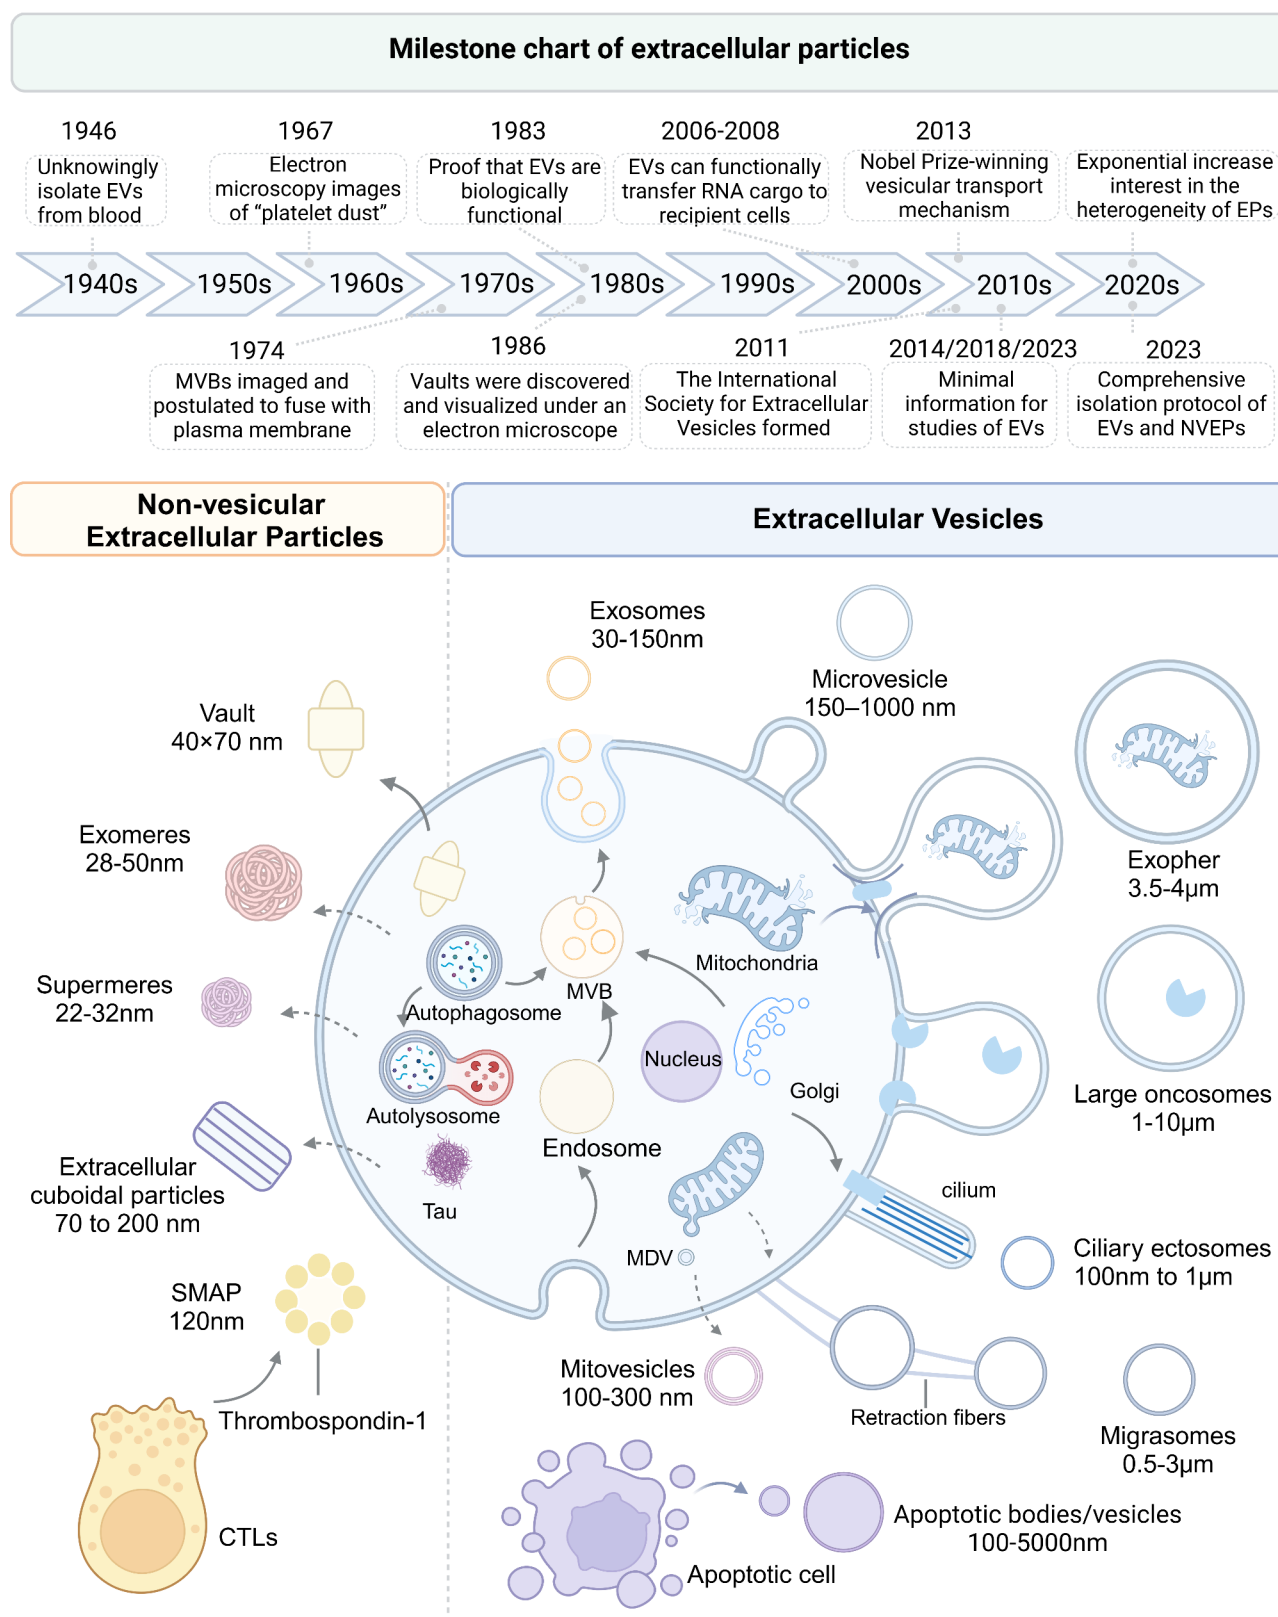 Milestone chart of extracellular particles
1946
Unknowingly
isolate EVs
from blood
1967
Electron
microscopy images
of “platelet dust”
1983
Proof that EVs are
biologically
functional
2006-2008
EVs can functionally
transfer RNA cargo to
recipient cells
2013
Nobel Prize-winning
vesicular transport
mechanism
Exponential increase
interest in the
heterogeneity of EPs
1940s
1950s
1960s
1970s
1980s
1990s
2000s
2010s
2020s
1974
MVBs imaged and
postulated to fuse with
plasma membrane
1986
Vaults were discovered
and visualized under an
electron microscope
2011
The International
Society for Extracellular
Vesicles formed
2014/2018/2023
Minimal
information for
studies of EVs
2023
Comprehensive
isolation protocol of
EVs and NVEPs
Non-vesicular
Extracellular Particles
Extracellular Vesicles
Exosomes
30-150nm
Microvesicle
150–1000 nm
Vault
40×70 nm
Exomeres
28-50nm
Exopher
3.5-4μm
Mitochondria
MVB
Supermeres
22-32nm
Autophagosome
Nucleus
Golgi
Large oncosomes
1-10μm
Autolysosome
Endosome
Extracellular
cuboidal particles
70 to 200 nm
Tau
cilium
MDV
Ciliary ectosomes
100nm to 1μm
SMAP
120nm
Mitovesicles
100-300 nm
Thrombospondin-1
Retraction fibers
Migrasomes
0.5-3μm
CTLs
Apoptotic bodies/vesicles
100-5000nm
Apoptotic cell